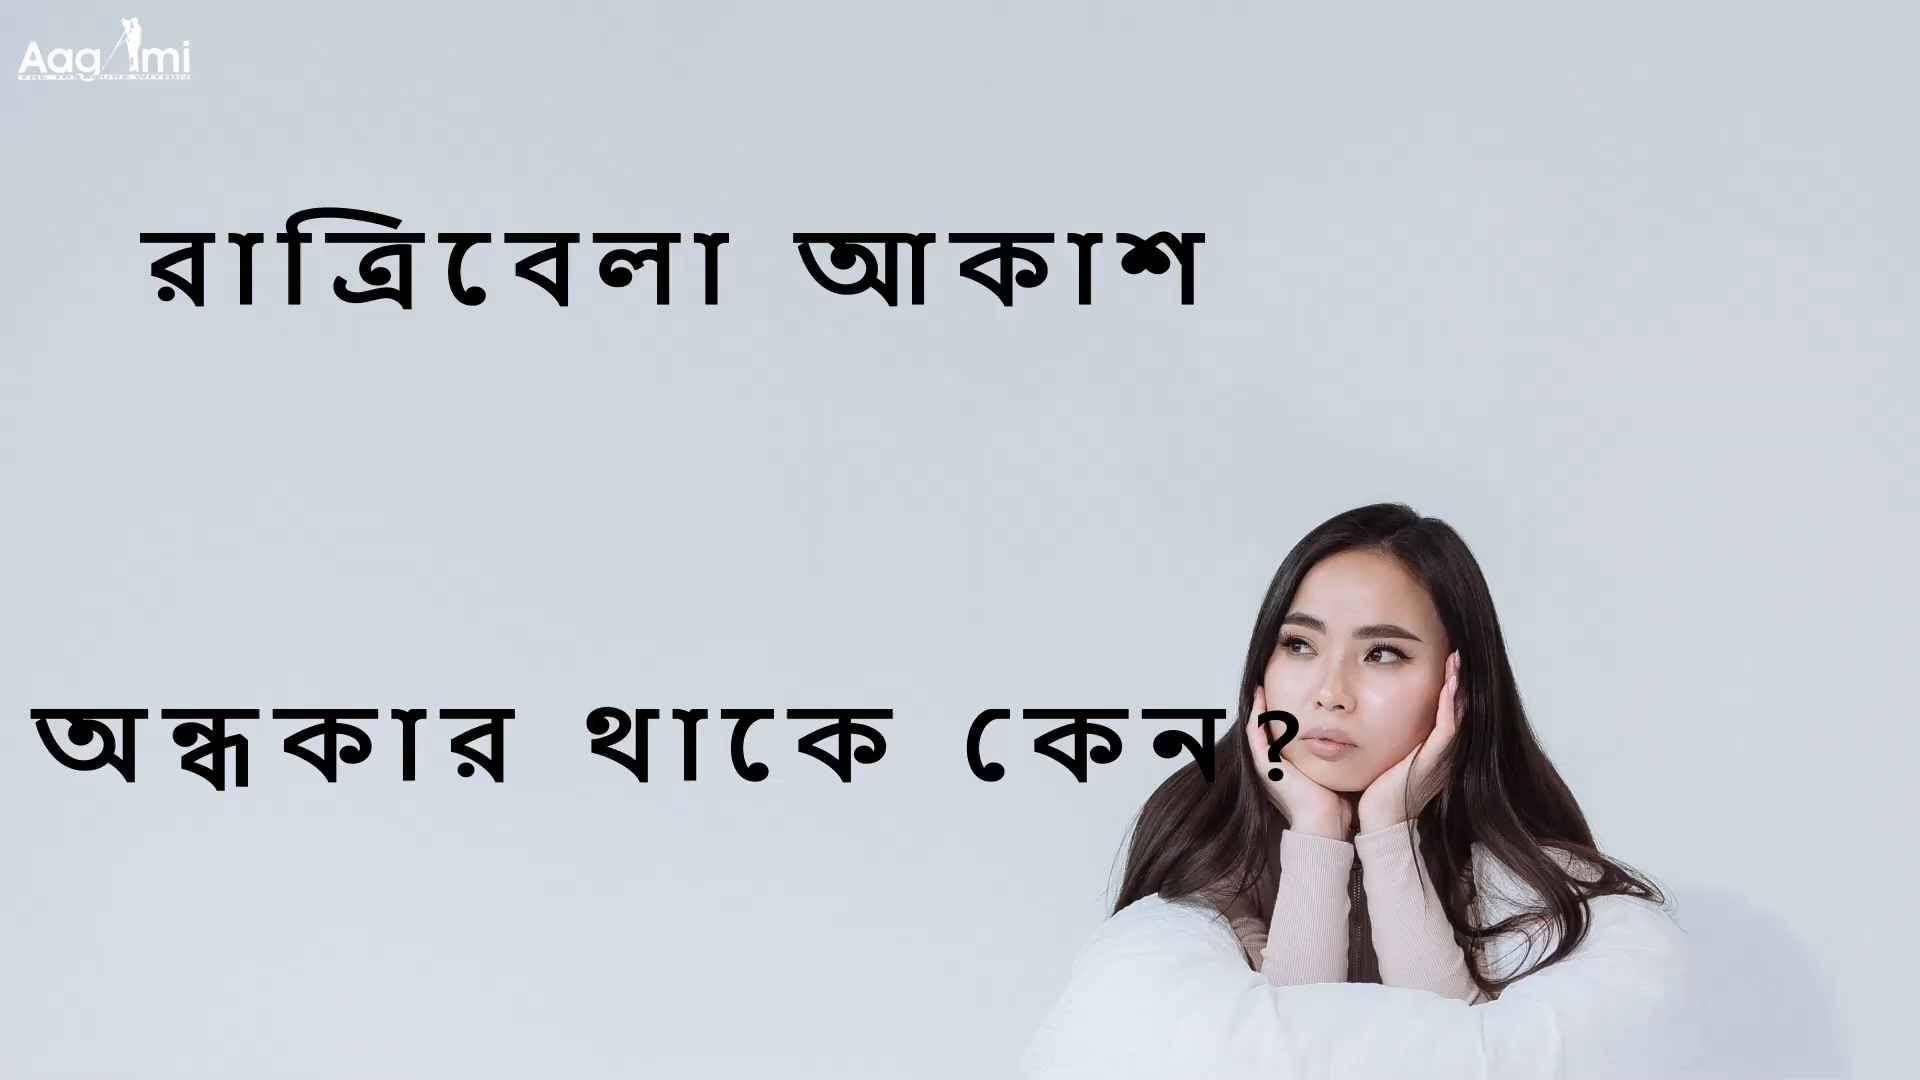 Aagami
রাত্রিবেলা আকাশ
অন্ধকার থাকে কেন?